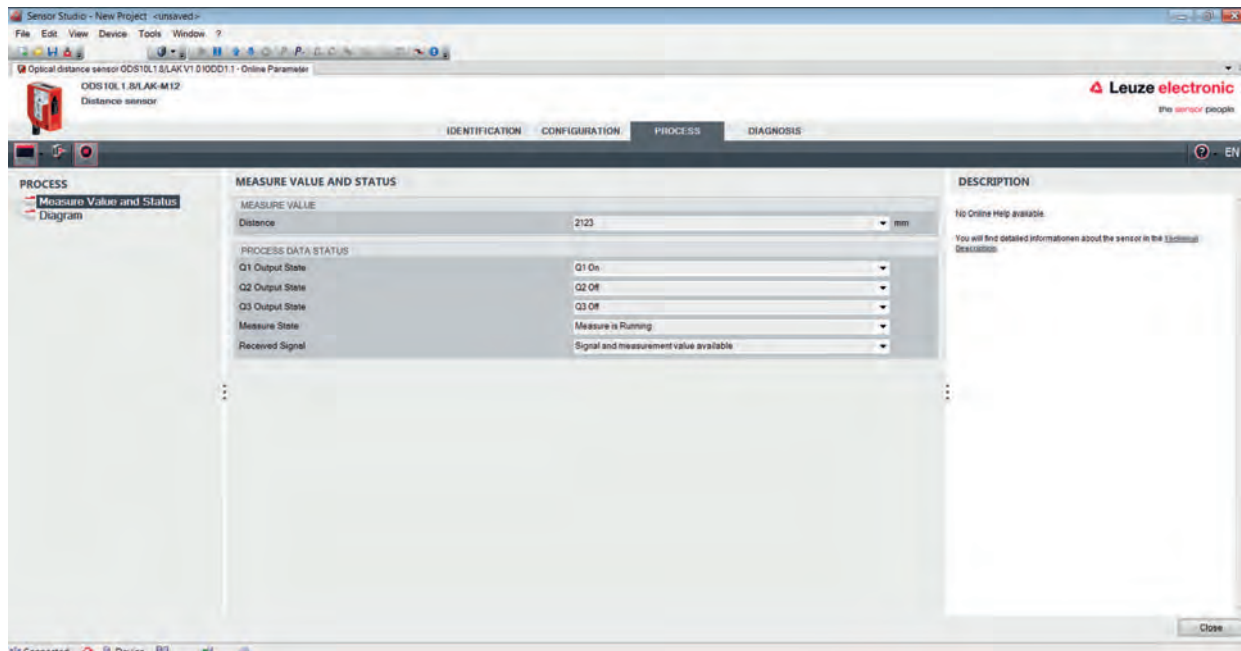 Sensor Studio - New Project <unsaved>
File Edit View Device Tools Window ?
Optical distance sensor ODS10L1.8/LAK V1.0 IODD1.1 - Online Parameter
ODS10L1.8/LAK-M12
Distance sensor
Leuze electronic
the sensor people
IDENTIFICATION CONFIGURATION PROCESS DIAGNOSIS
EN
PROCESS
Measure Value and Status
Diagram
MEASURE VALUE AND STATUS
MEASURE VALUE
Distance 2123 mm
PROCESS DATA STATUS
Q1 Output State Q1 On
Q2 Output State Q2 Off
Q3 Output State Q3 Off
Measure State Measure is Running
Received Signal Signal and measurement value available
DESCRIPTION
No Online Help available.
You will find detailed informationen about the sensor in the Technical
Description.
Close
Connected Device